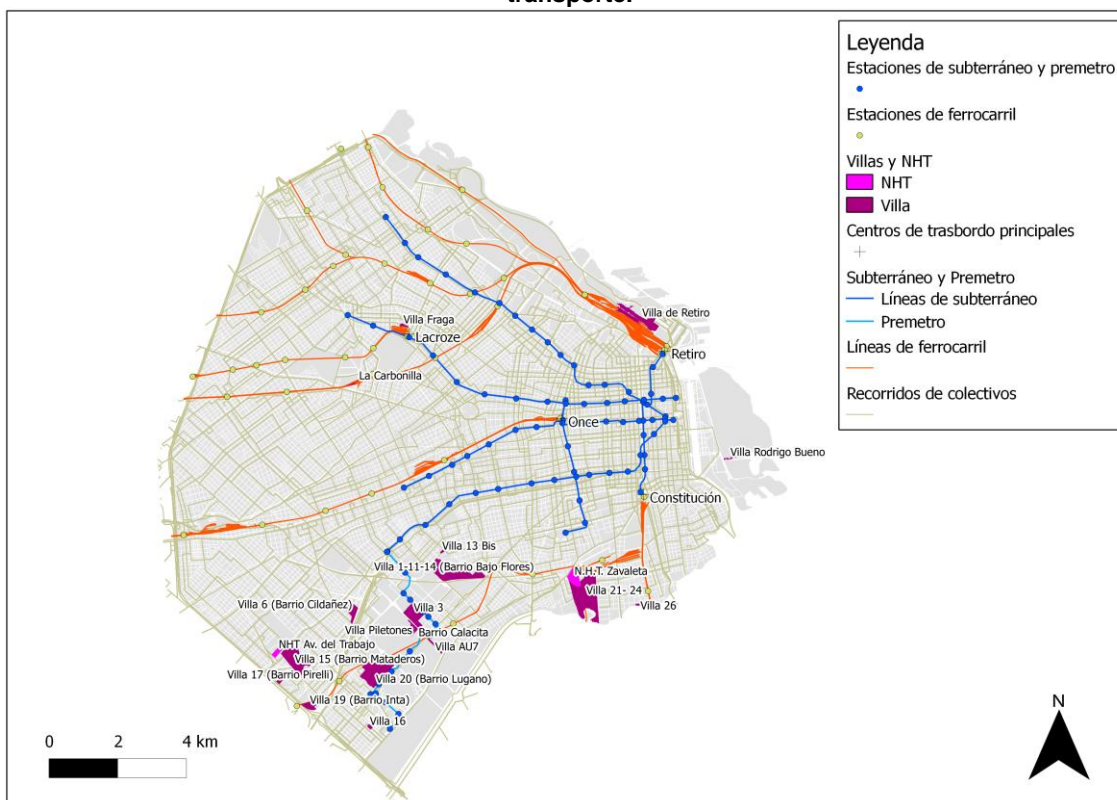 transporte.
Leyenda
Estaciones de subterráneo y premetro
Estaciones de ferrocarril
Villas y NHT
NHT
Villa
Centros de trasbordo principales
Subterráneo y Premetro
Líneas de subterráneo
Premetro
Líneas de ferrocarril
Recorridos de colectivos
Villa de Retiro
Villa Fraga
Lacroze
Retiro
La Carbonilla
Once
Villa Rodrigo Bueno
Constitución
Villa 13 Bis
Villa 1-11-14 (Barrio Bajo Flores)
N.H.T. Zavaleta
Villa 21- 24
Villa 26
Villa 6 (Barrio Cildañez)
Villa 3
Villa Piletones
Barrio Calacita
NHT Av. del Trabajo
Villa AU7
Villa 15 (Barrio Mataderos)
Villa 17 (Barrio Pirelli)
Villa 20 (Barrio Lugano)
Villa 19 (Barrio Inta)
Villa 16
0 2 4 km
N